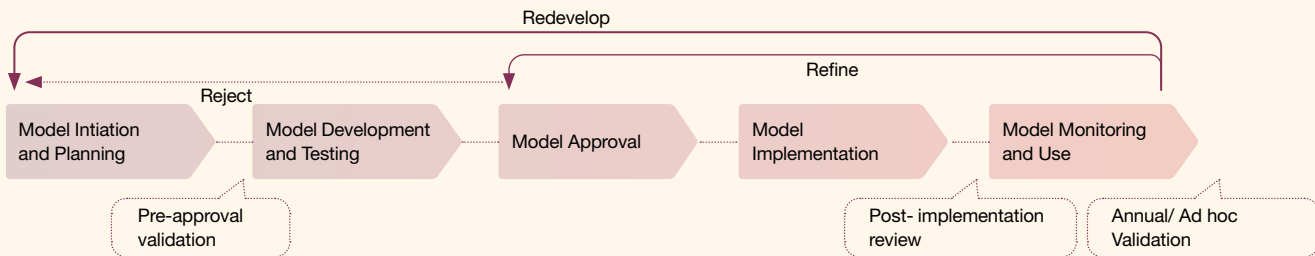 Redevelop
Refine
Reject
Model Intiation
and Planning
Model Development
and Testing
Model Approval
Model
Implementation
Model Monitoring
and Use
Pre-approval
validation
Post- implementation
review
Annual/ Ad hoc
Validation